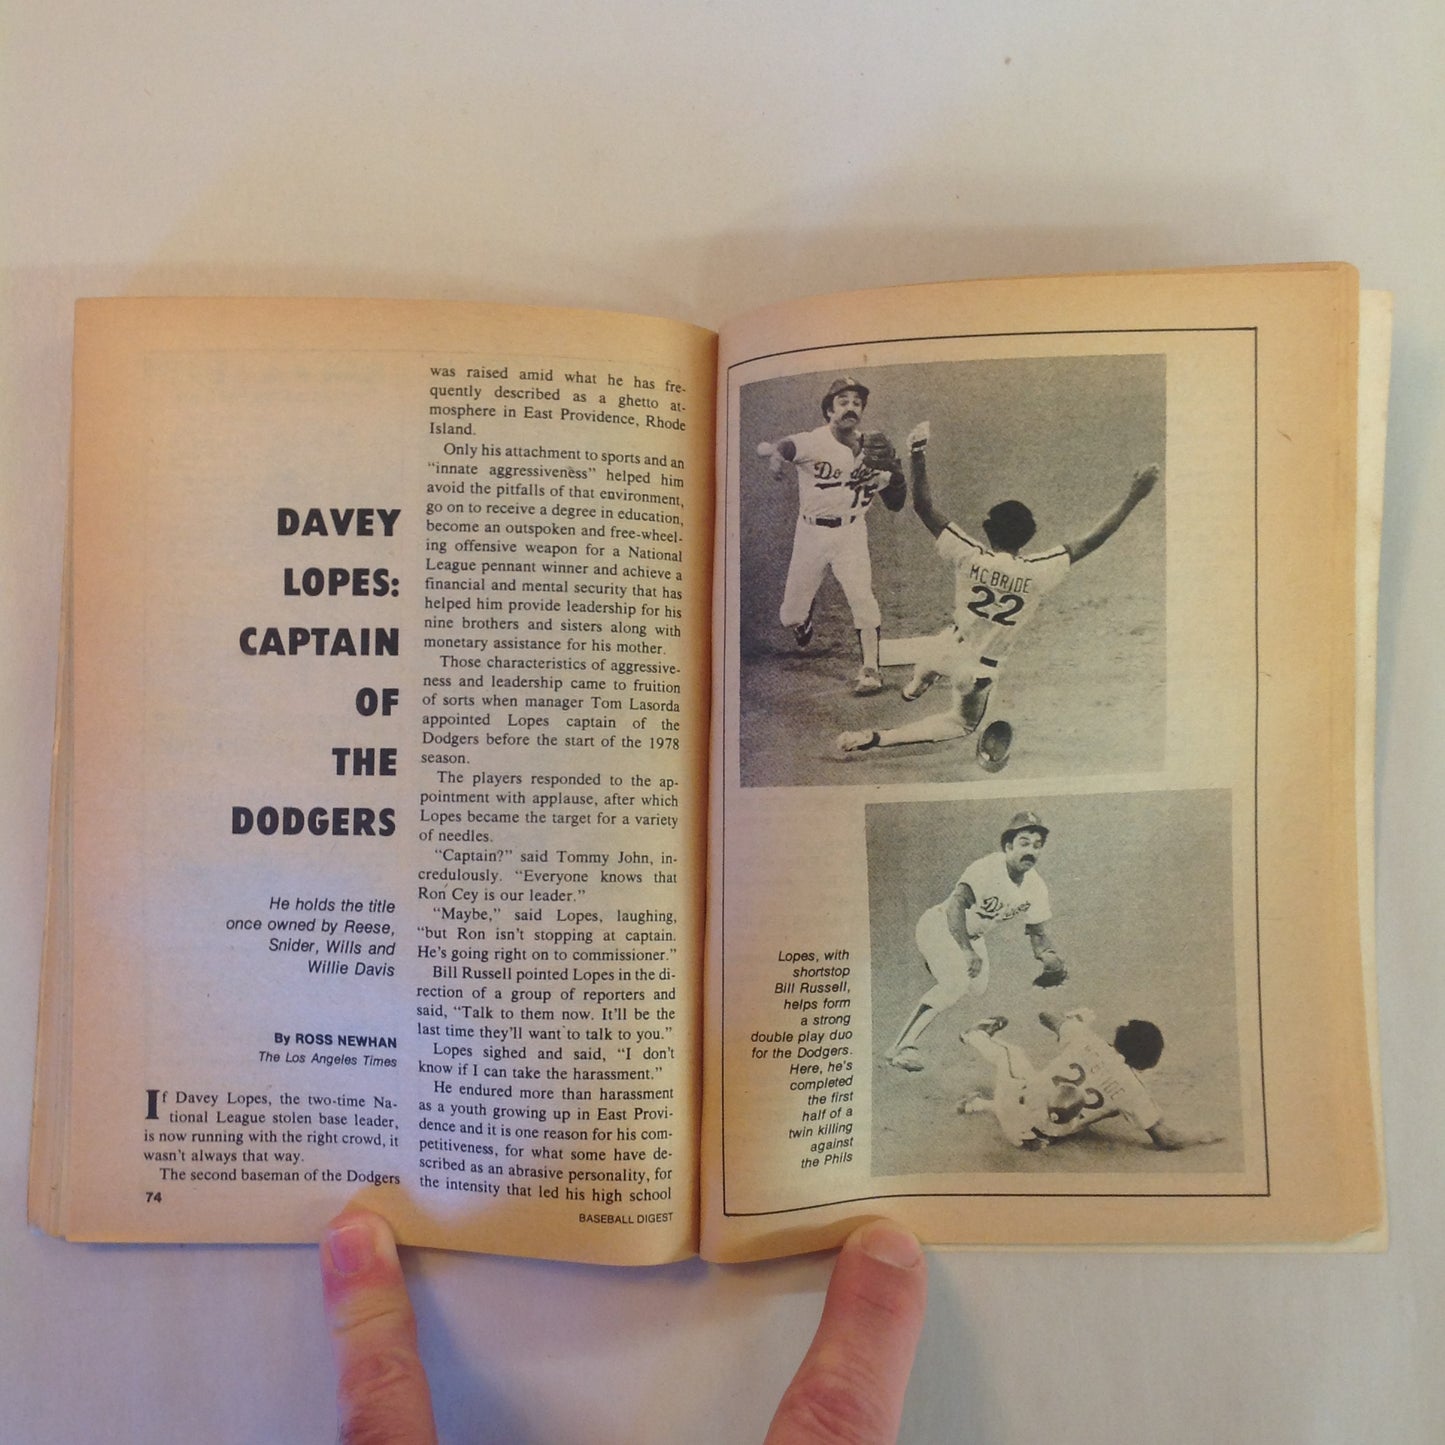 DAVEY
LOPES:
CAPTAIN
OF
THE
DODGERS
He holds the title
once owned by Reese,
Snider, Wills and
Willie Davis
By ROSS NEWHAN
The Los Angeles Times
If Davey Lopes, the two-time Na-
tional League stolen base leader,
is now running with the right crowd, it
wasn't always that way.
The second baseman of the Dodgers
74
was raised amid what he has fre-
quently described as a ghetto at-
mosphere in East Providence, Rhode
Island.
Only his attachment to sports and an
“innate aggressiveness” helped him
avoid the pitfalls of that environment,
go on to receive a degree in education,
become an outspoken and free-wheel-
ing offensive weapon for a National
League pennant winner and achieve a
financial and mental security that has
helped him provide leadership for his
nine brothers and sisters along with
monetary assistance for his mother.
Those characteristics of aggressive-
ness and leadership came to fruition
of sorts when manager Tom Lasorda
appointed Lopes captain of the
Dodgers before the start of the 1978
season.
The players responded to the ap-
pointment with applause, after which
Lopes became the target for a variety
of needles.
“Captain?” said Tommy John, in-
credulously. “Everyone knows that
Ron Cey is our leader.”
“Maybe,” said Lopes, laughing,
“but Ron isn't stopping at captain.
He's going right on to commissioner.”
Bill Russell pointed Lopes in the di-
rection of a group of reporters and
said, “Talk to them now. It'll be the
last time they'll want to talk to you.”
Lopes sighed and said, “I don't
know if I can take the harassment.”
He endured more than harassment
as a youth growing up in East Provi-
dence and it is one reason for his com-
petitiveness, for what some have de-
scribed as an abrasive personality, for
the intensity that led his high school
BASEBALL DIGEST
15
MCBRIDE
22
Lopes, with
shortstop
Bill Russell,
helps form
a strong
double play duo
for the Dodgers.
Here, he's
completed
the first
half of a
twin killing
against
the Phils
22